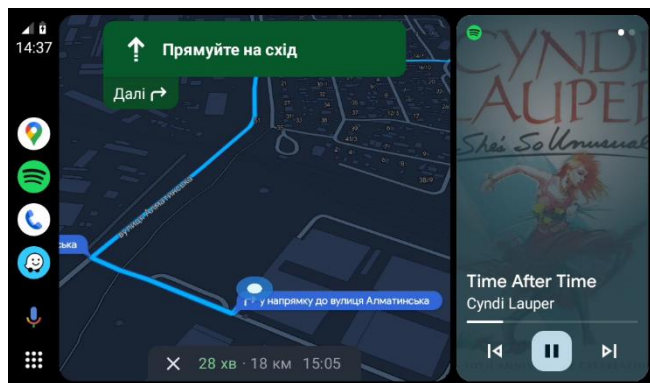 14:37
Прямуйте на схід
Далі
вулиця Алматинська
ська
у напрямку до вулиця Алматинська
28 хв · 18 км 15:05
CYNDI
LAUPER
She's So Unusual
Time After Time
Cyndi Lauper